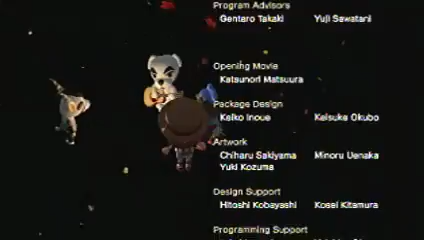 Program Advisors
Gentaro Takaki Yuji Sawatani
Opening Movie
Katsunori Matsuura
Package Design
Keiko Inoue Keisuke Okubo
Artwork
Chiharu Sakiyama Minoru Uenaka
Yuki Kozuma
Design Support
Hitoshi Kobayashi Kosei Kitamura
Programming Support